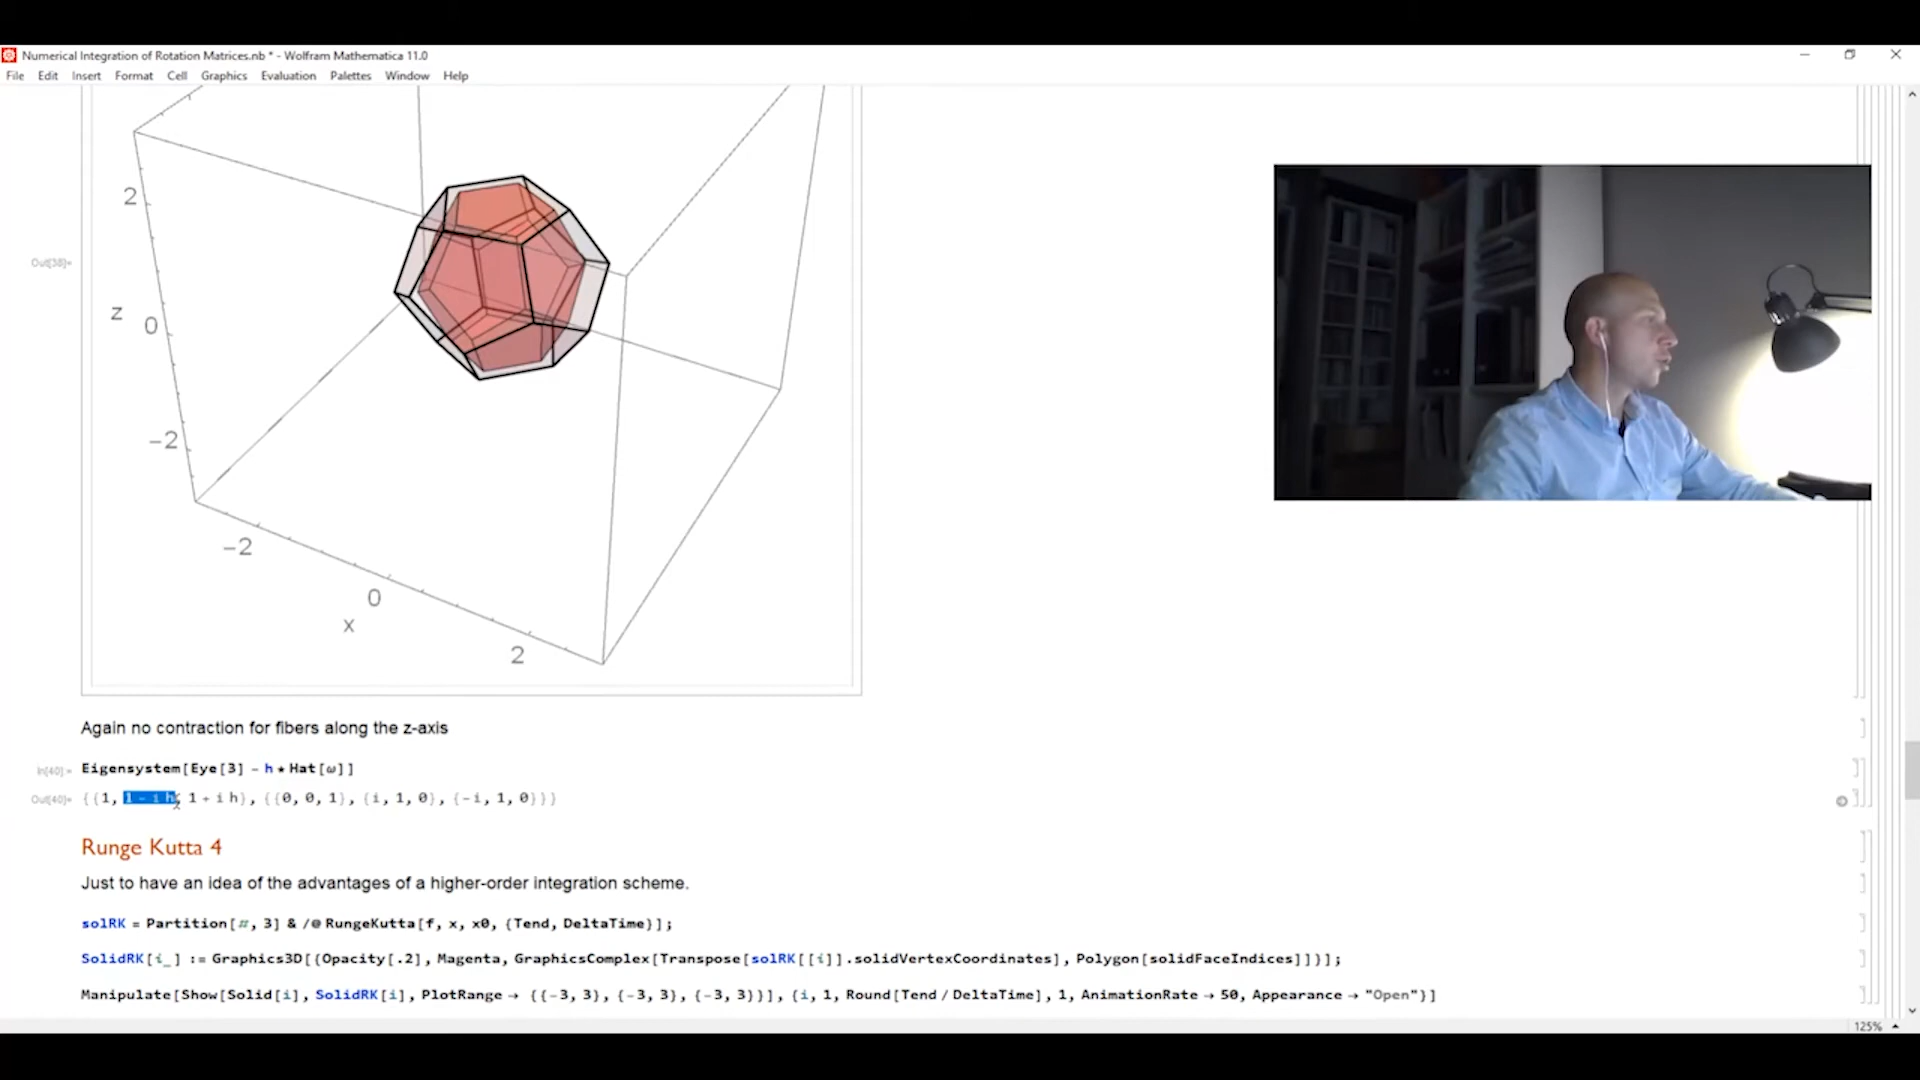 Numerical Integration of Rotation Matrices.nb * - Wolfram Mathematica 11.0
File Edit Insert Format Cell Graphics Evaluation Palettes Window Help
2
z 0
-2
-2
0
x
2
Out[38]=
Again no contraction for fibers along the z-axis
In[40]:= Eigensystem[Eye[3] - h * Hat[ω]]
Out[40]= {{1, 1 - i h, 1 + i h}, {{0, 0, 1}, {i, 1, 0}, {-i, 1, 0}}}
Runge Kutta 4
Just to have an idea of the advantages of a higher-order integration scheme.
solRK = Partition[#, 3] & /@ RungeKutta[f, x, x0, {Tend, DeltaTime}];
SolidRK[i_] := Graphics3D[{Opacity[.2], Magenta, GraphicsComplex[Transpose[solRK[[i]].solidVertexCoordinates], Polygon[solidFaceIndices]]}];
Manipulate[Show[Solid[i], SolidRK[i], PlotRange → {{-3, 3}, {-3, 3}, {-3, 3}}], {i, 1, Round[Tend / DeltaTime], 1, AnimationRate → 50, Appearance → "Open"}]
125%